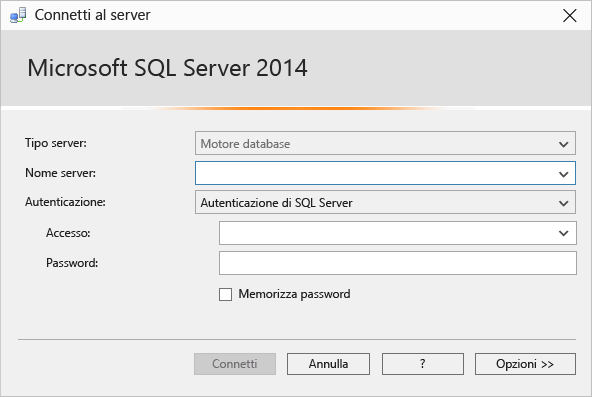 Connetti al server
Microsoft SQL Server 2014
Tipo server: Motore database
Nome server:
Autenticazione: Autenticazione di SQL Server
Accesso:
Password:
Memorizza password
Connetti Annulla ? Opzioni >>